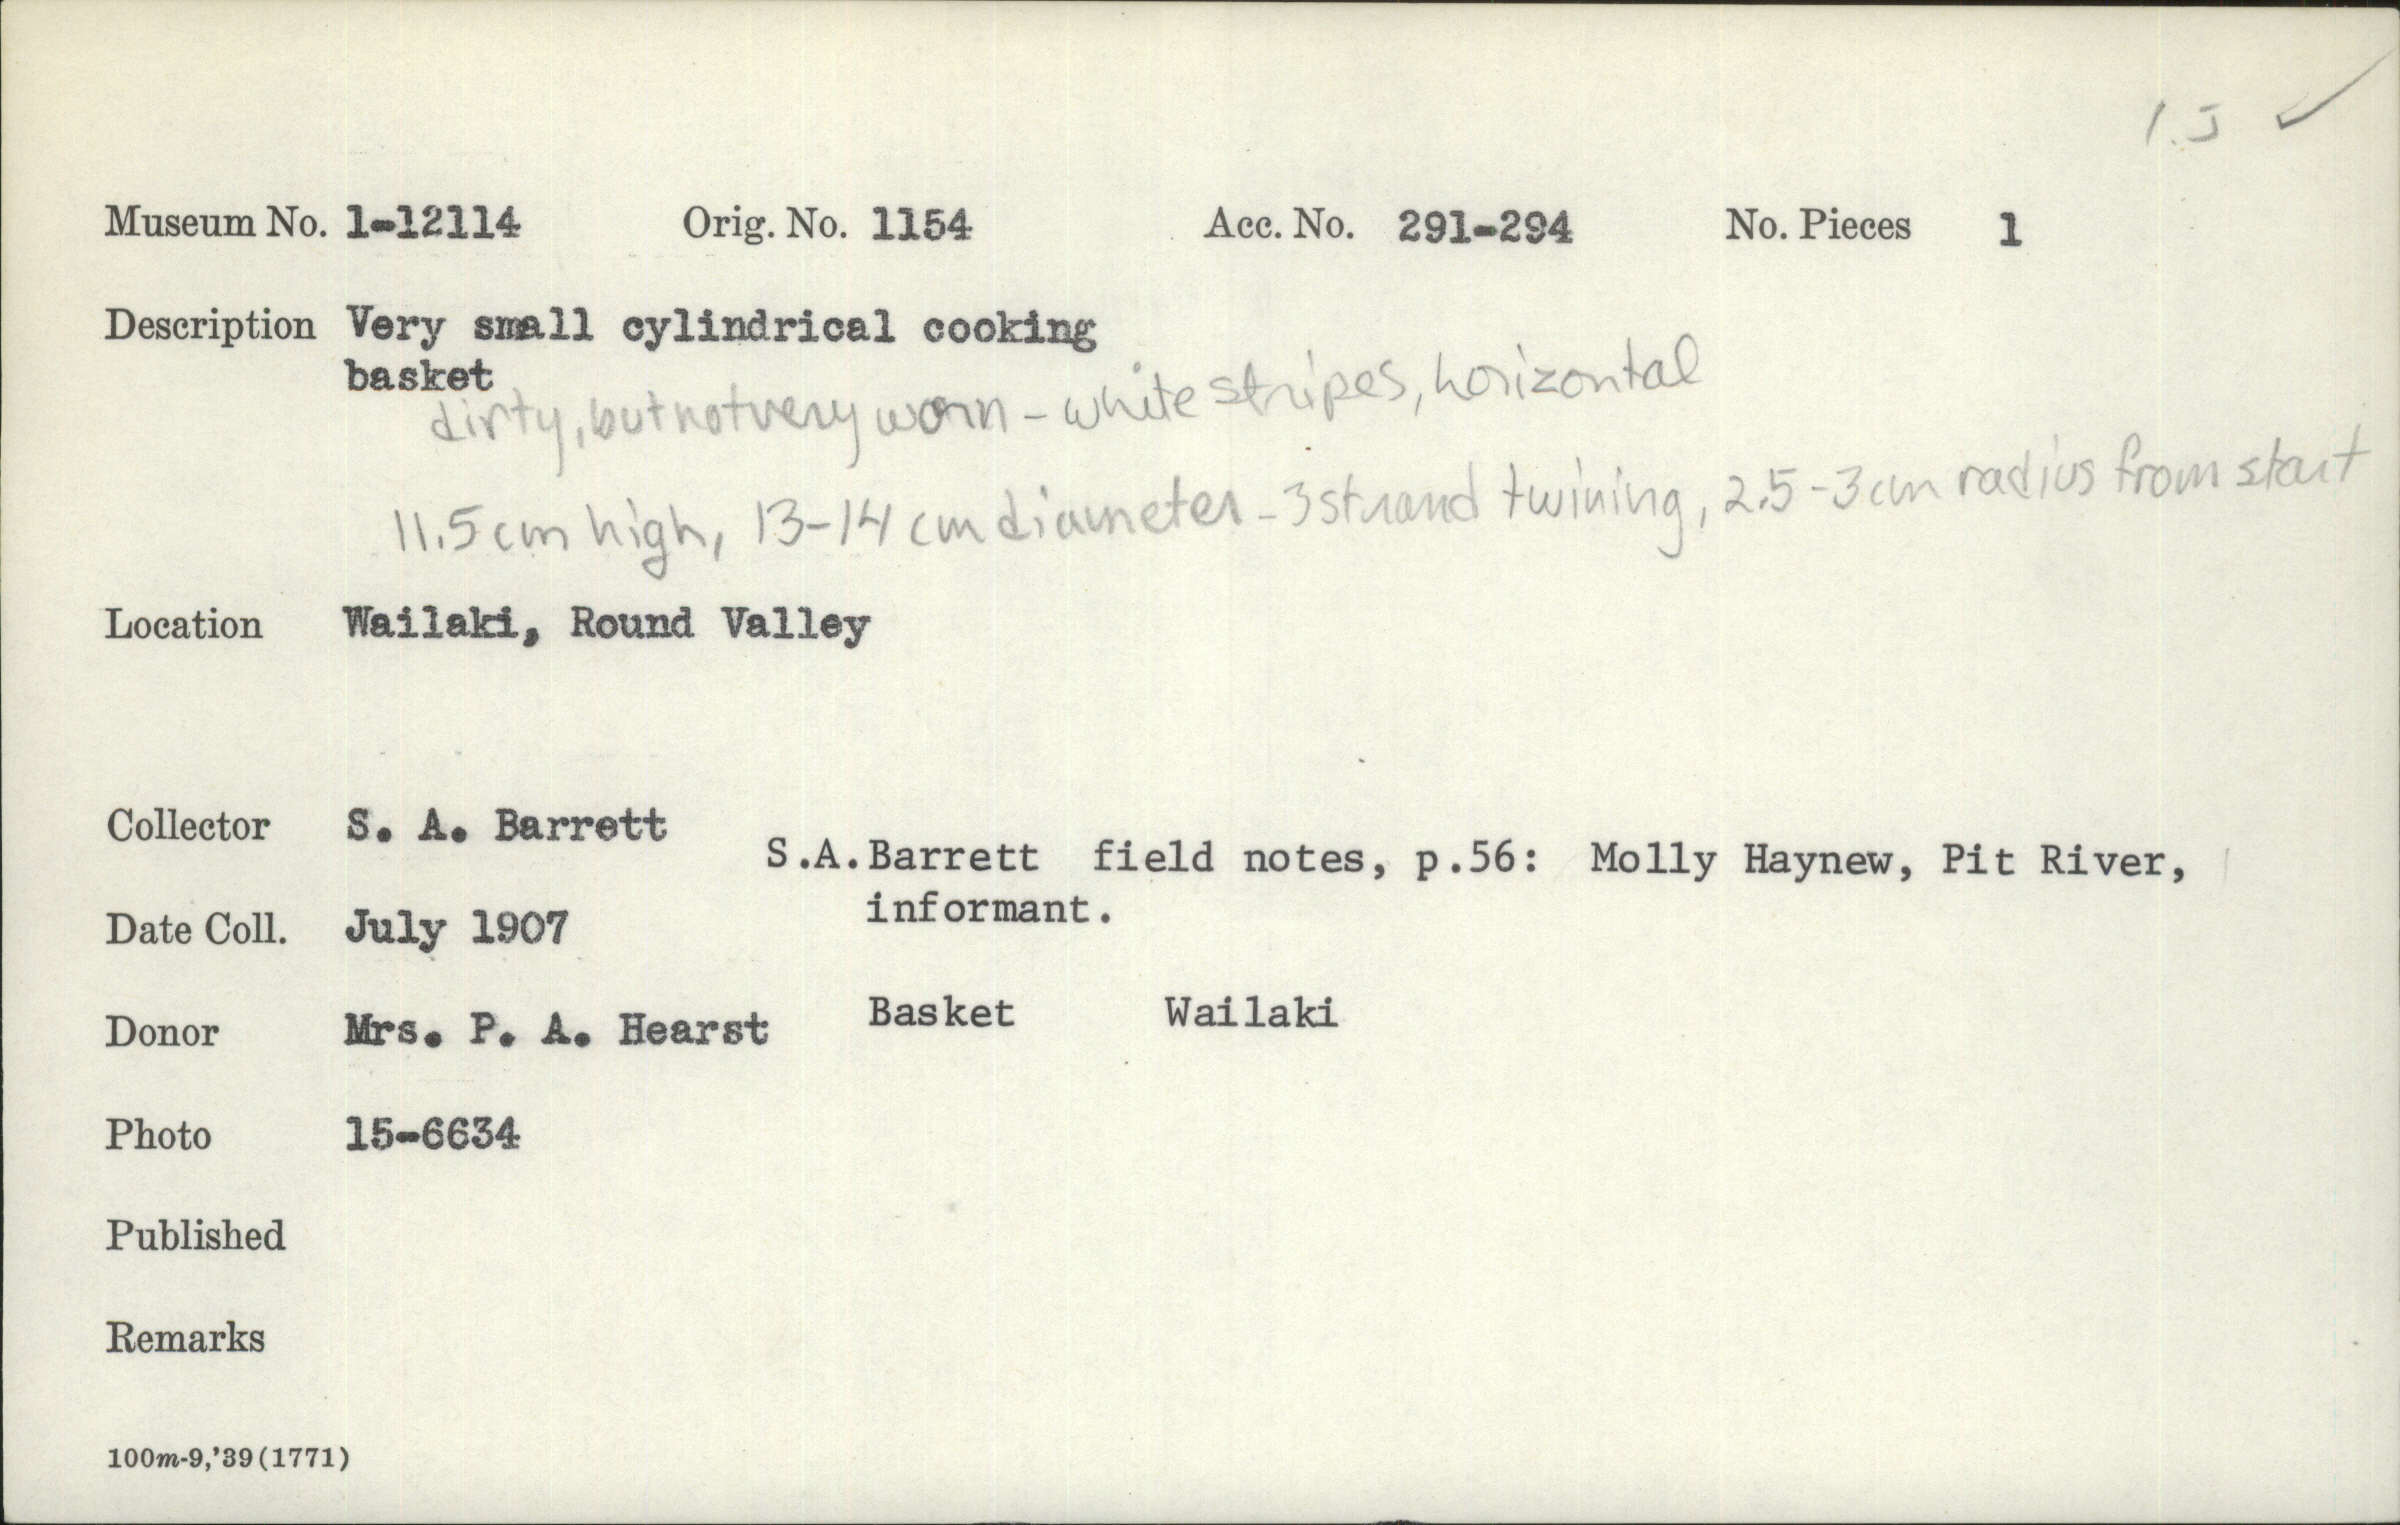 1.5 ✓
Museum No. 1-12114 Orig. No. 1154 Acc. No. 291-294 No. Pieces 1
Description Very small cylindrical cooking
basket
dirty, but not very worn - white stripes, horizontal
11.5 cm high, 13-14 cm diameter - 3 strand twining, 2.5-3 cm radius from start
Location Wailaki, Round Valley
Collector S. A. Barrett
S.A.Barrett field notes, p.56: Molly Haynew, Pit River,
informant.
Date Coll. July 1907
Basket Wailaki
Donor Mrs. P. A. Hearst
Photo 15-6634
Published
Remarks
100m-9,'39(1771)